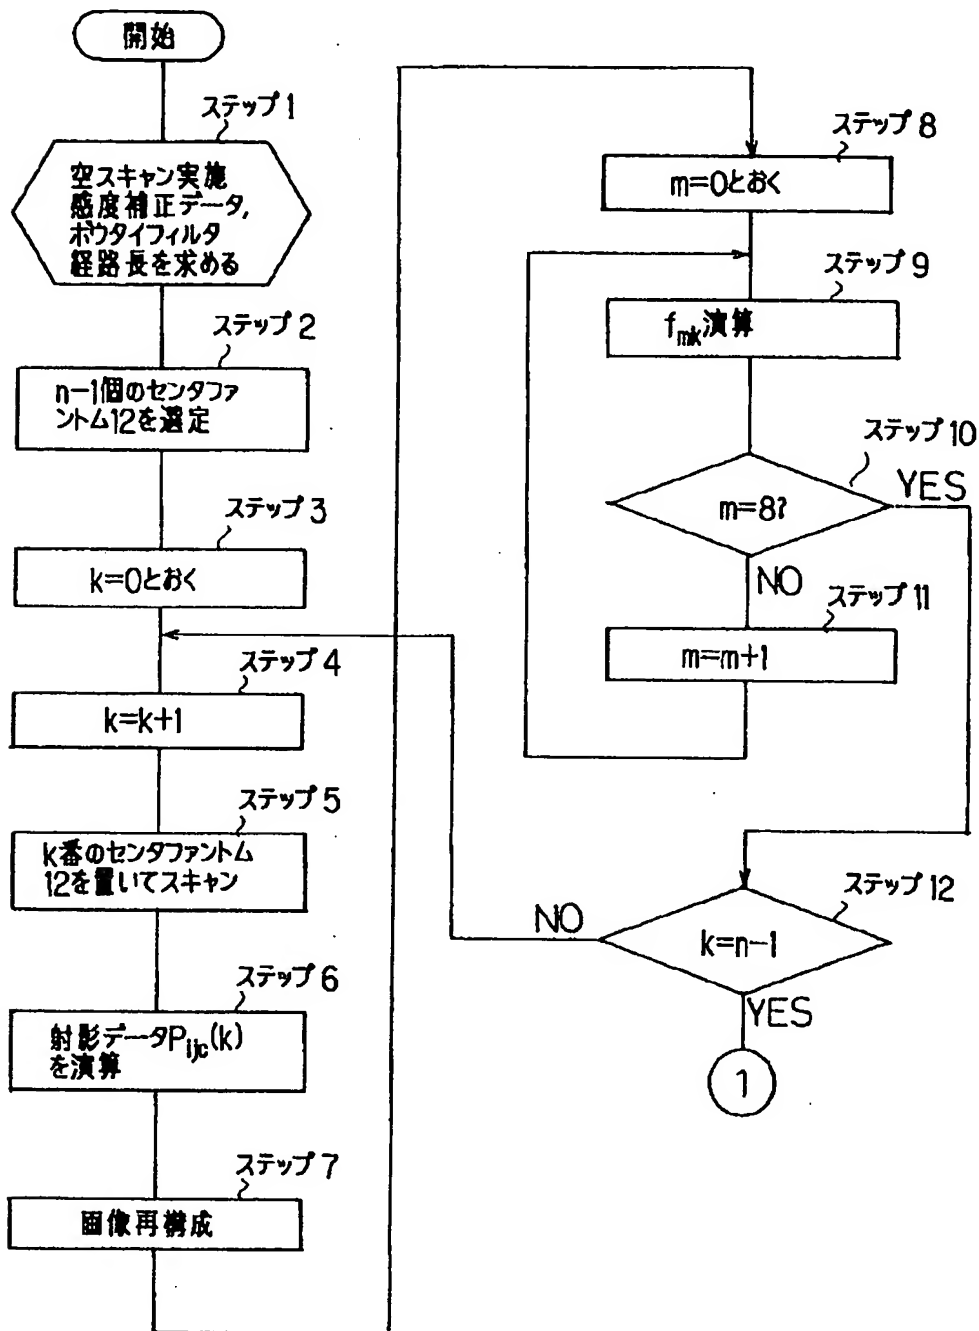 開始
ステップ1
空スキャン実施
感度補正データ,
ボウタイフィルタ
経路長を求める
ステップ2
n-1個のセンタファ
ントム12を選定
ステップ3
k=0とおく
ステップ4
k=k+1
ステップ5
k番のセンタファントム
12を置いてスキャン
ステップ6
射影データPijc(k)
を演算
ステップ7
画像再構成
ステップ8
m=0とおく
ステップ9
fmk演算
ステップ10
m=8?
YES
NO
ステップ11
m=m+1
ステップ12
k=n-1
NO
YES
1